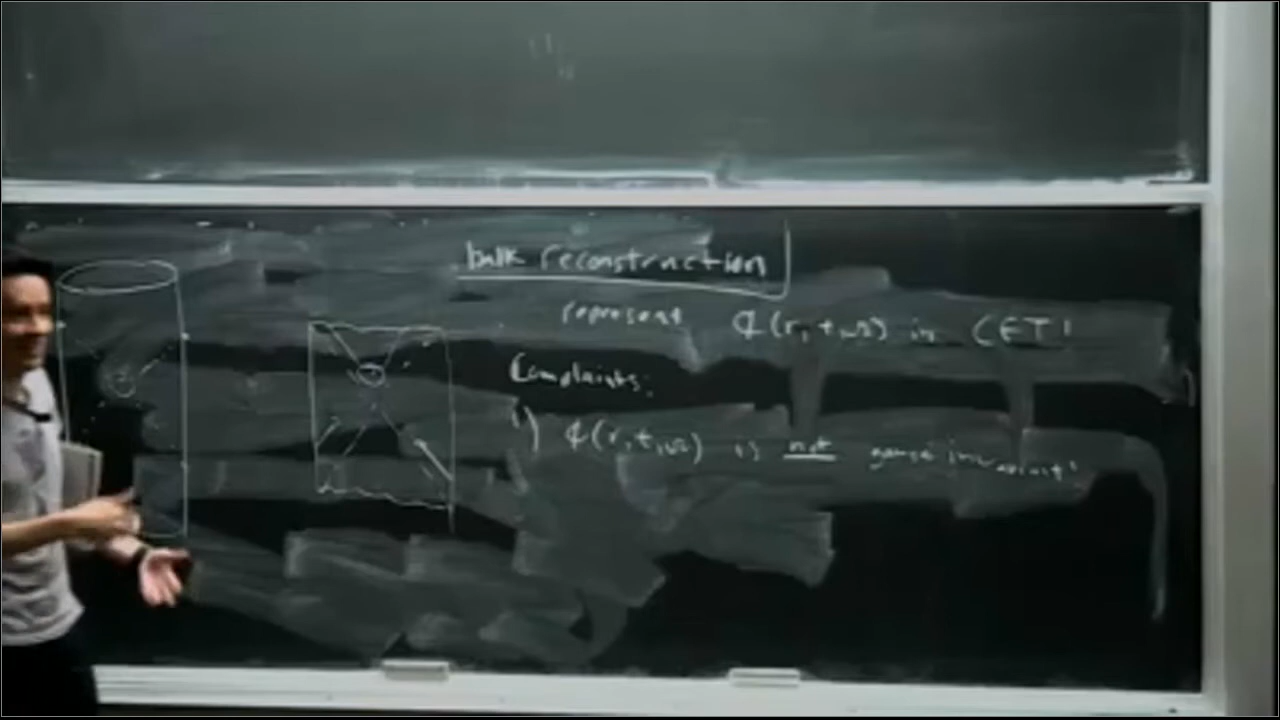 bulk reconstruction
represent ϕ(r, t, Ω) in CFT!
Complaints:
1) ϕ(r, t, Ω) is not gauge invariant!